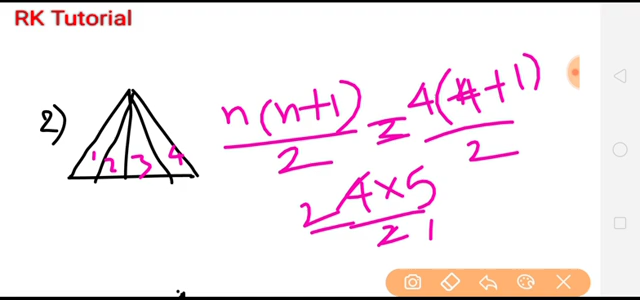 RK Tutorial
2)
1 2 3 4
n(n+1)/2 = 4(4+1)/2
2 4×5/2 1